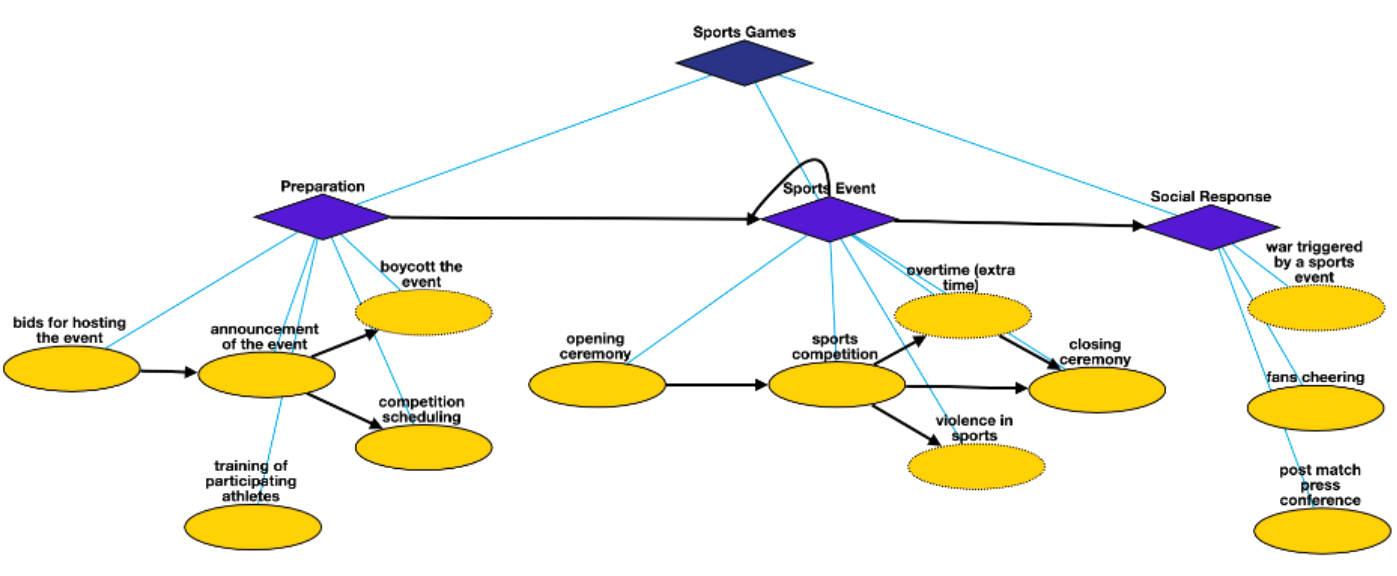 Sports Games
Preparation
Sports Event
Social Response
boycott the
event
overtime (extra
time)
war triggered
by a sports
event
bids for hosting
the event
announcement
of the event
opening
ceremony
sports
competition
closing
ceremony
fans cheering
competition
scheduling
violence in
sports
training of
participating
athletes
post match
press
conference